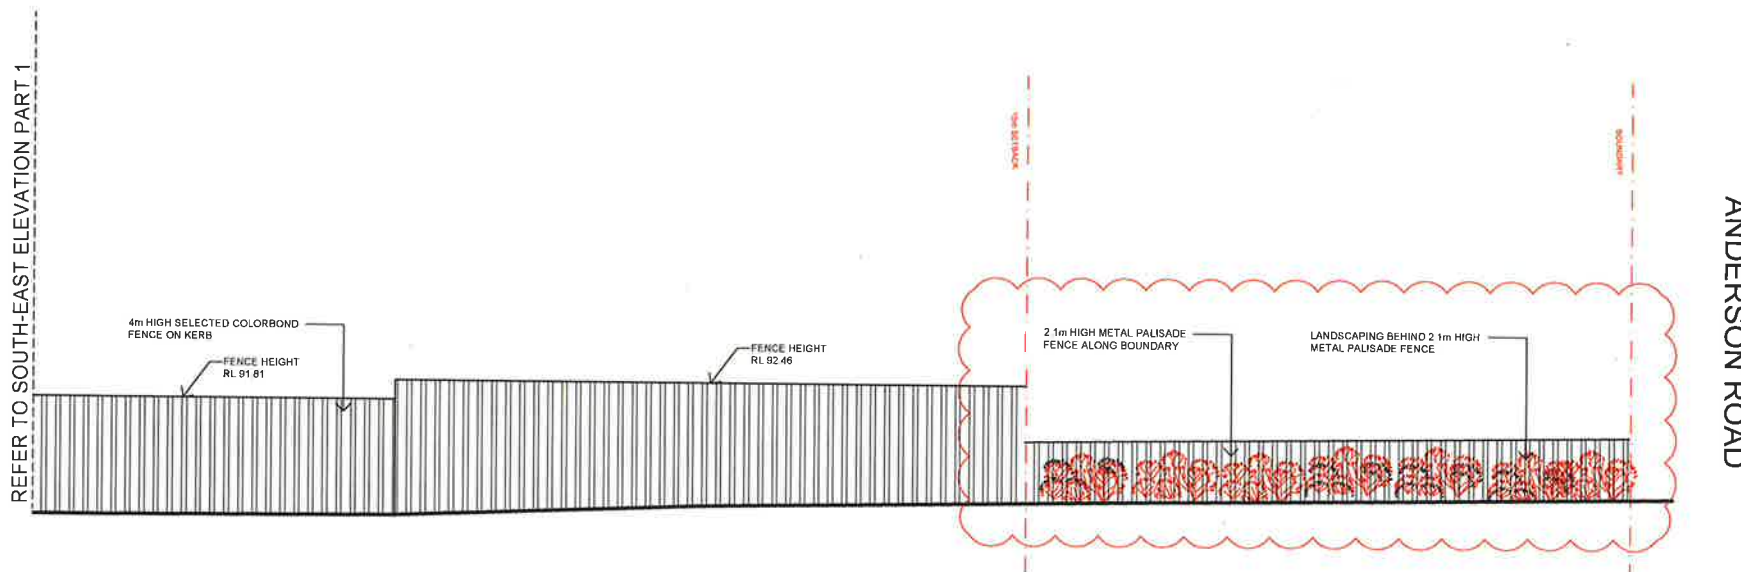 REFER TO SOUTH-EAST ELEVATION PART 1
4m HIGH SELECTED COLORBOND
FENCE ON KERB
FENCE HEIGHT
RL 91 81
FENCE HEIGHT
RL 92 46
SETBACK
BOUNDARY
2 1m HIGH METAL PALISADE
FENCE ALONG BOUNDARY
LANDSCAPING BEHIND 2 1m HIGH
METAL PALISADE FENCE
ANDERSON ROAD